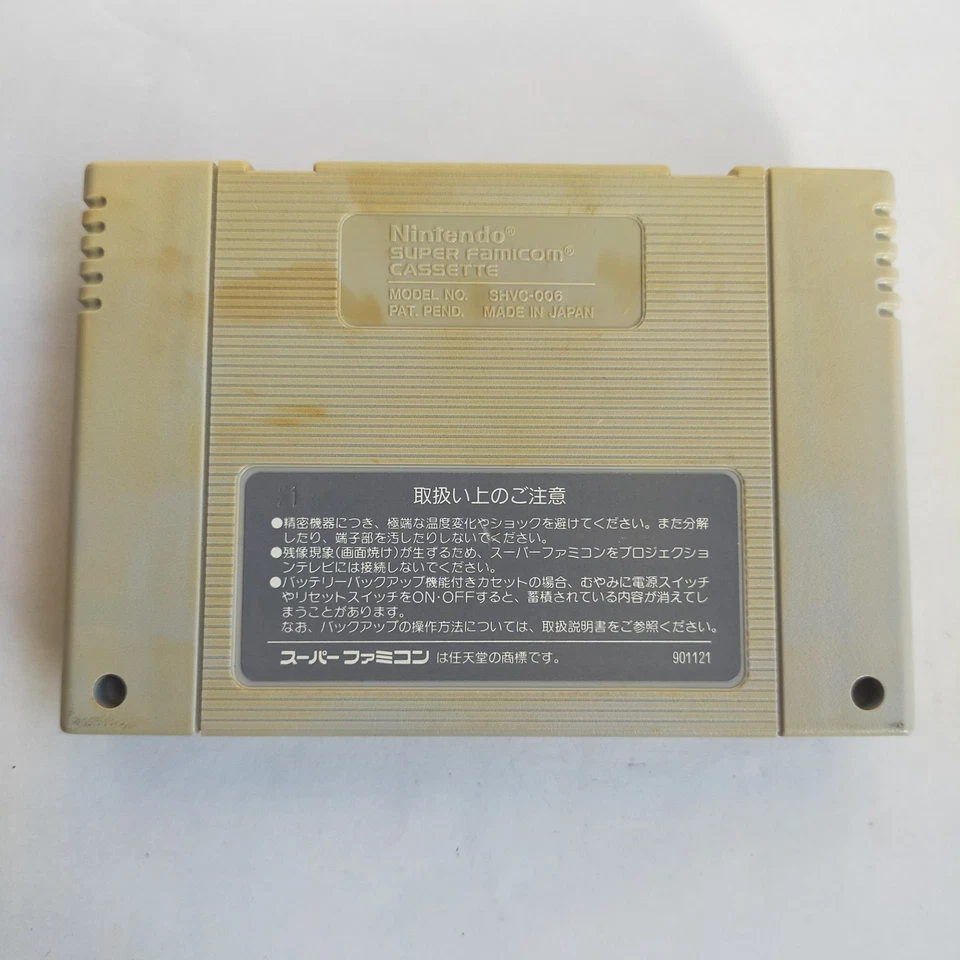 Nintendo®
SUPER Famicom®
CASSETTE
MODEL NO. SHVC-006
PAT. PEND. MADE IN JAPAN
取扱い上のご注意
●精密機器につき、極端な温度変化やショックを避けてください。また分解
したり、端子部を汚したりしないでください。
●残像現象(画面焼け)が生ずるため、スーパーファミコンをプロジェクショ
ンテレビには接続しないでください。
●バッテリーバックアップ機能付きカセットの場合、むやみに電源スイッチ
やリセットスイッチをON・OFFすると、蓄積されている内容が消えてし
まうことがあります。
なお、バックアップの操作方法については、取扱説明書をご参照ください。
スーパーファミコン は任天堂の商標です。 901121